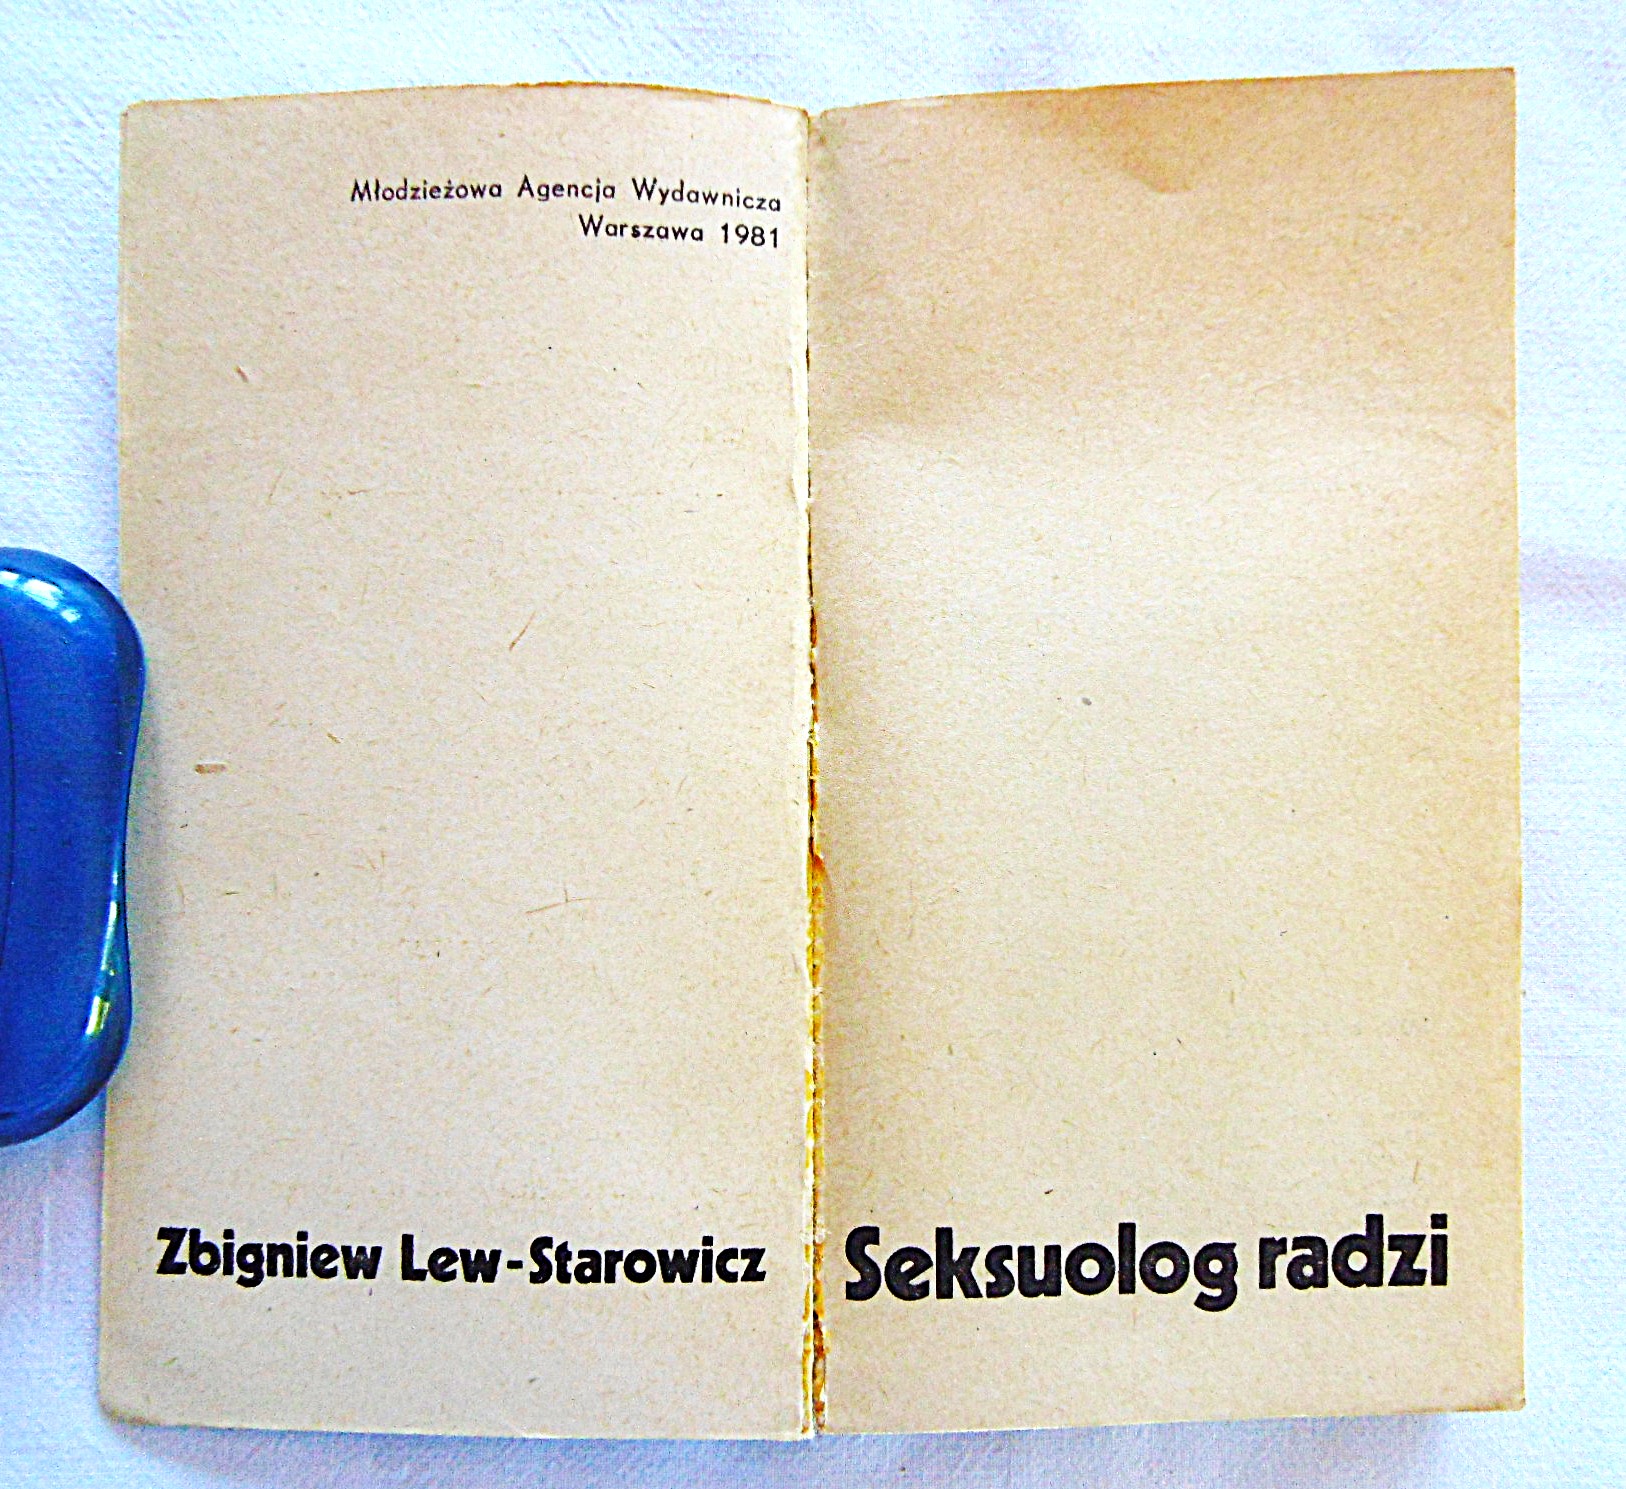 Młodzieżowa Agencja Wydawnicza
Warszawa 1981
Zbigniew Lew-Starowicz
Seksuolog radzi